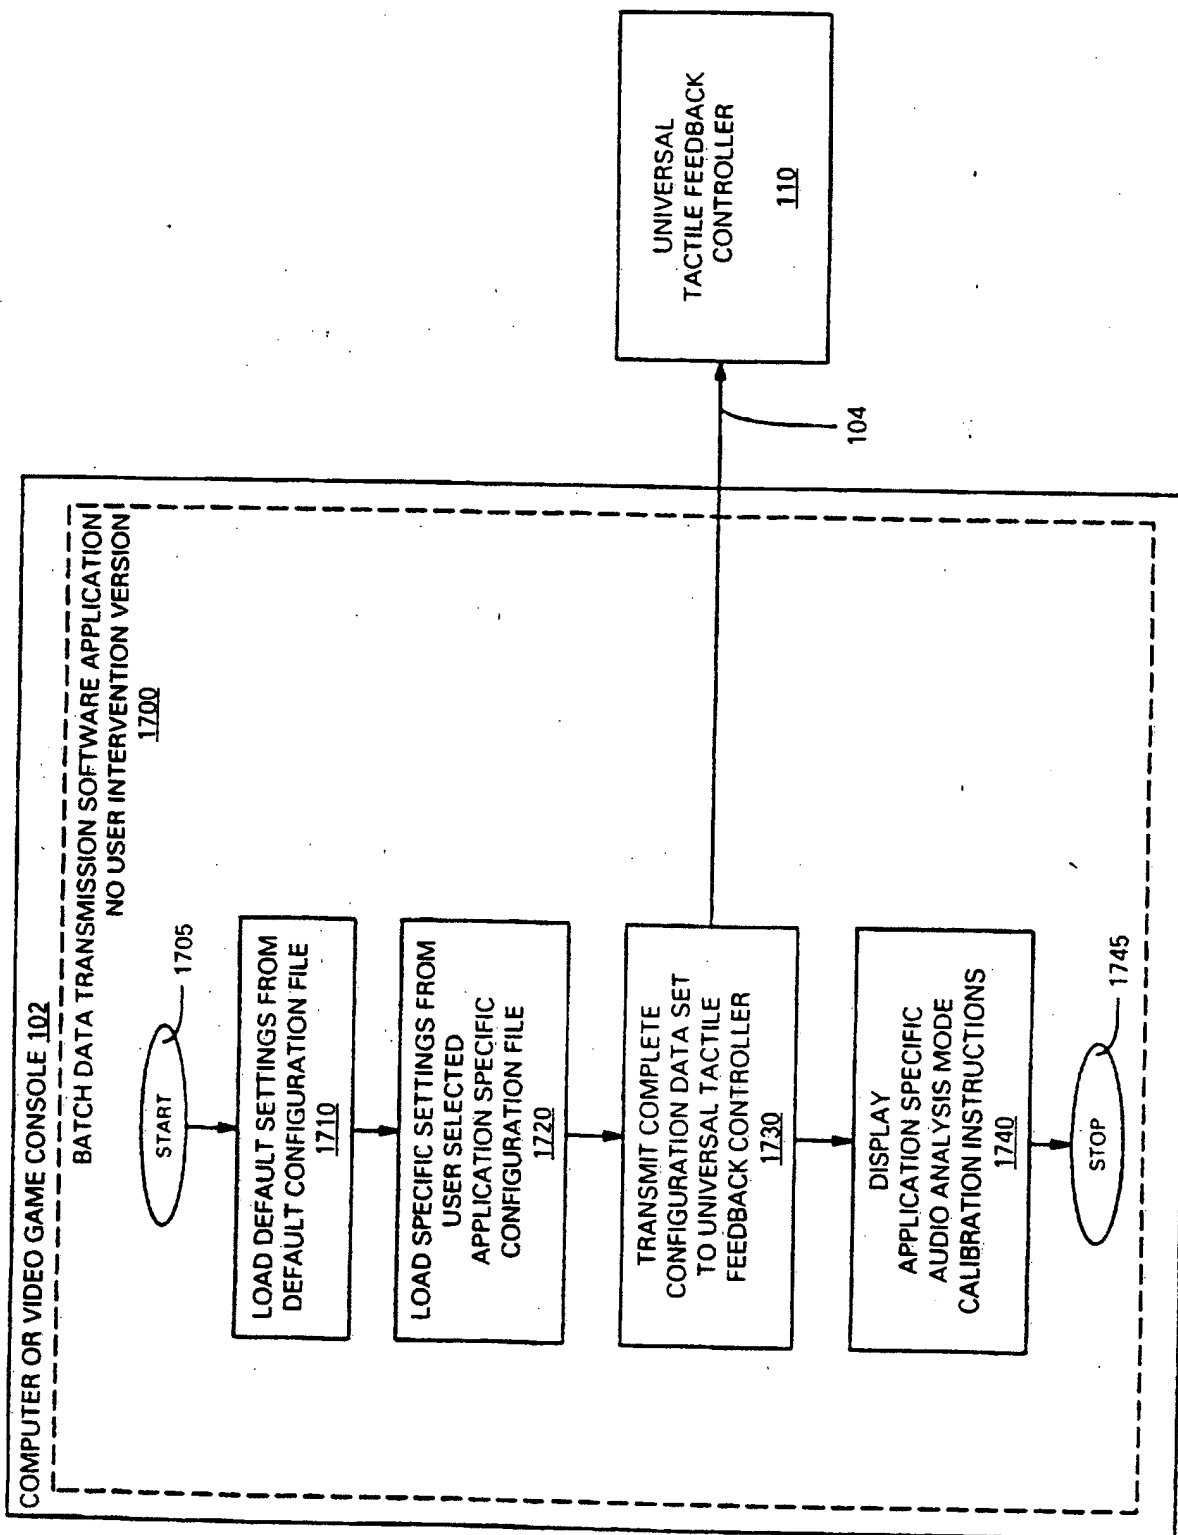 COMPUTER OR VIDEO GAME CONSOLE 102
BATCH DATA TRANSMISSION SOFTWARE APPLICATION
NO USER INTERVENTION VERSION
1700
START
1705
LOAD DEFAULT SETTINGS FROM
DEFAULT CONFIGURATION FILE
1710
LOAD SPECIFIC SETTINGS FROM
USER SELECTED
APPLICATION SPECIFIC
CONFIGURATION FILE
1720
TRANSMIT COMPLETE
CONFIGURATION DATA SET
TO UNIVERSAL TACTILE
FEEDBACK CONTROLLER
1730
DISPLAY
APPLICATION SPECIFIC
AUDIO ANALYSIS MODE
CALIBRATION INSTRUCTIONS
1740
STOP
1745
104
UNIVERSAL
TACTILE FEEDBACK
CONTROLLER
110